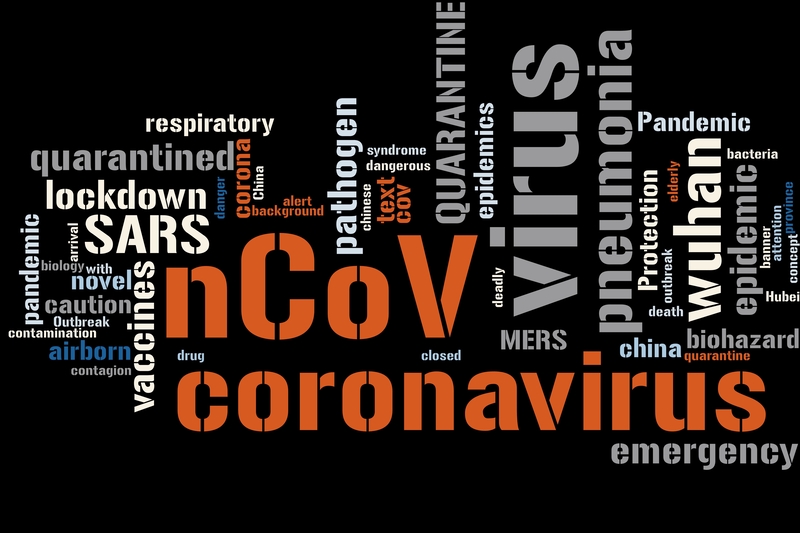 QUARANTINE
virus
pneumonia
respiratory
quarantined
corona
China
pathogen
syndrome
dangerous
epidemics
Pandemic
bacteria
lockdown
danger
alert
background
chinese
text
cov
Protection
elderly
wuhan
epidemic
province
attention
banner
concept
pandemic
arrival
SARS
biology
with
novel
nCoV
deadly
outbreak
Hubei
caution
vaccines
death
Outbreak
contamination
MERS
biohazard
airborn
drug
closed
china
quarantine
contagion
coronavirus
emergency